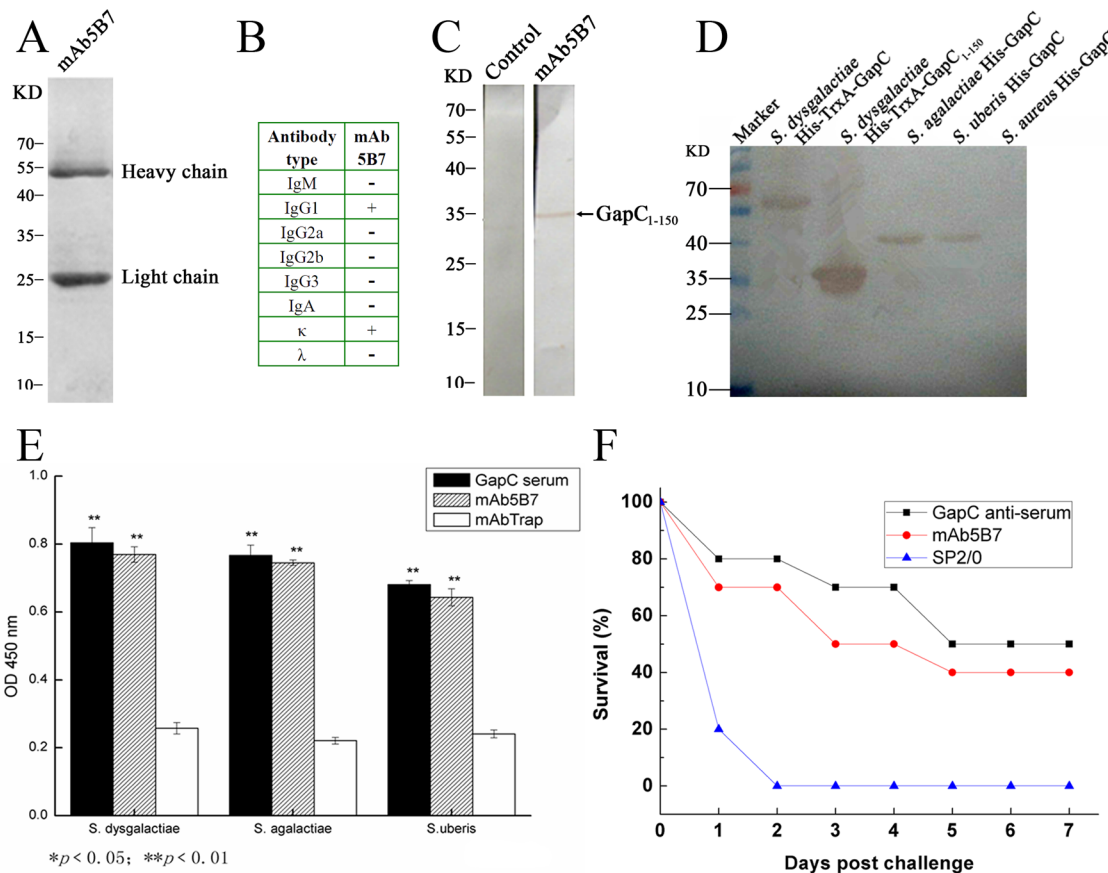 A
mAb5B7
KD
70
55
40
35
25
15
10
Heavy chain
Light chain
B
Antibody type mAb 5B7
IgM -
IgG1 +
IgG2a -
IgG2b -
IgG3 -
IgA -
κ +
λ -
C
Control
mAb5B7
KD
70
55
40
35
25
15
10
GapC1-150
D
Marker
S. dysgalactiae
His-TrxA-GapC
S. dysgalactiae
His-TrxA-GapC1-150
S. agalactiae His-GapC
S. uberis His-GapC
S. aureus His-GapC
KD
70
40
35
25
10
E
GapC serum
mAb5B7
mAbTrap
OD 450 nm
1.0
0.8
0.6
0.4
0.2
0.0
** **
** **
** **
S. dysgalactiae
S. agalactiae
S.uberis
*p<0.05; **p<0.01
F
GapC anti-serum
mAb5B7
SP2/0
Survival (%)
100
80
60
40
20
0
0 1 2 3 4 5 6 7
Days post challenge